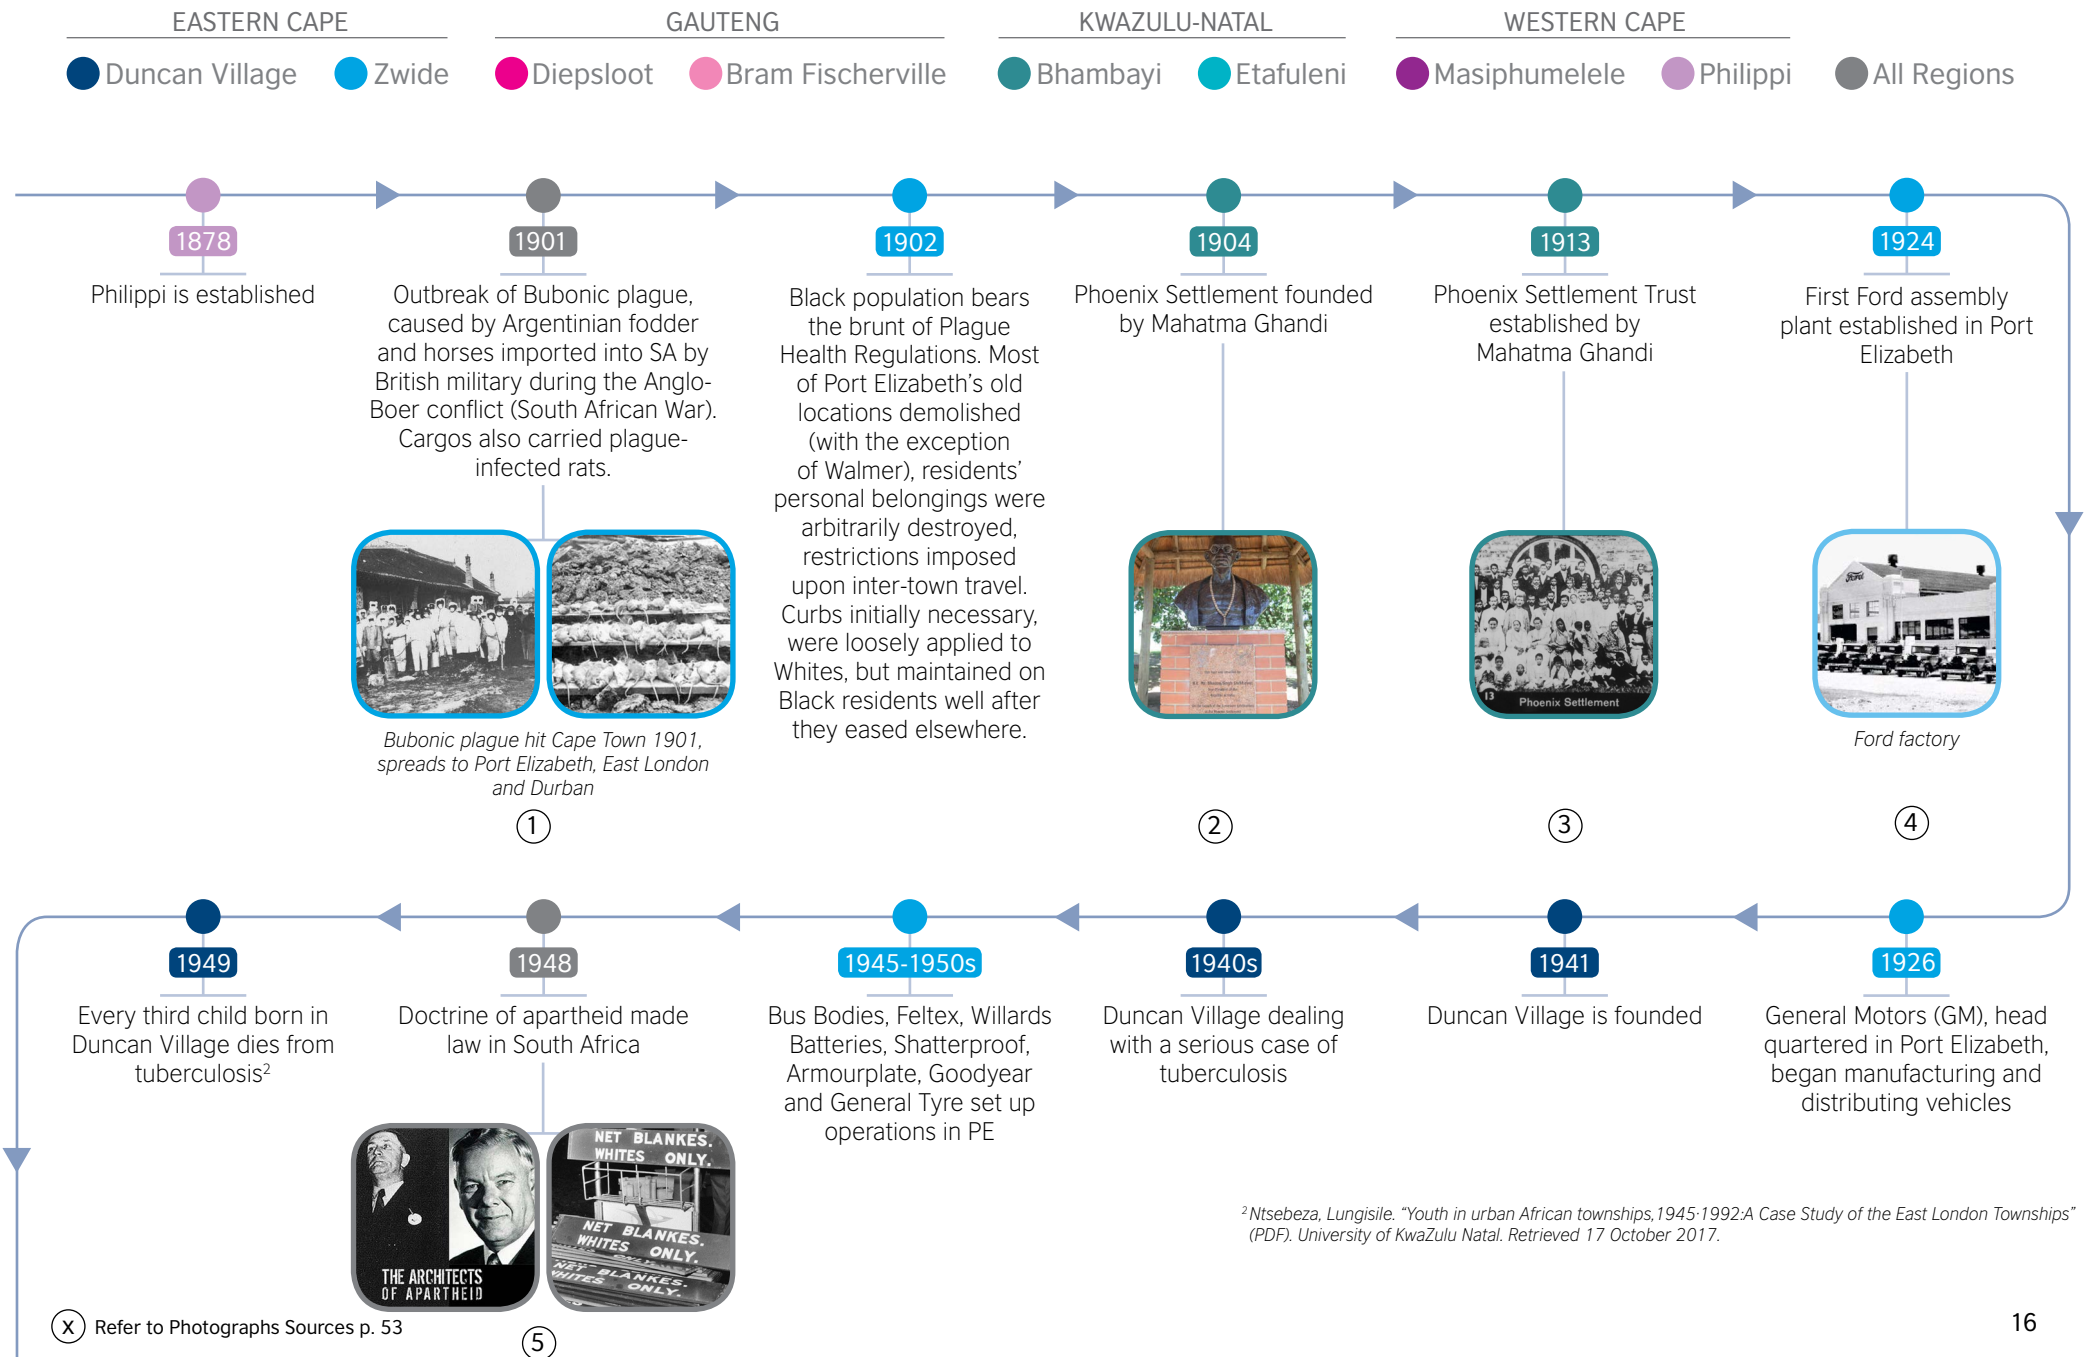 EASTERN CAPE
GAUTENG
KWAZULU-NATAL
WESTERN CAPE
Duncan Village
Zwide
Diepsloot
Bram Fischerville
Bhambayi
Etafuleni
Masiphumelele
Philippi
All Regions
1878
Philippi is established
1901
Outbreak of Bubonic plague,
caused by Argentinian fodder
and horses imported into SA by
British military during the Anglo-
Boer conflict (South African War).
Cargos also carried plague-
infected rats.
Bubonic plague hit Cape Town 1901,
spreads to Port Elizabeth, East London
and Durban
1
1902
Black population bears
the brunt of Plague
Health Regulations. Most
of Port Elizabeth's old
locations demolished
(with the exception
of Walmer), residents'
personal belongings were
arbitrarily destroyed,
restrictions imposed
upon inter-town travel.
Curbs initially necessary,
were loosely applied to
Whites, but maintained on
Black residents well after
they eased elsewhere.
1904
Phoenix Settlement founded
by Mahatma Ghandi
2
1913
Phoenix Settlement Trust
established by
Mahatma Ghandi
13
Phoenix Settlement
3
1924
First Ford assembly
plant established in Port
Elizabeth
Ford
Ford factory
4
1926
General Motors (GM), head
quartered in Port Elizabeth,
began manufacturing and
distributing vehicles
1941
Duncan Village is founded
1940s
Duncan Village dealing
with a serious case of
tuberculosis
1945-1950s
Bus Bodies, Feltex, Willards
Batteries, Shatterproof,
Armourplate, Goodyear
and General Tyre set up
operations in PE
1948
Doctrine of apartheid made
law in South Africa
THE ARCHITECTS
OF APARTHEID
NET BLANKES.
WHITES ONLY.
NET BLANKES.
WHITES ONLY.
NET BLANKES.
WHITES ONLY.
5
1949
Every third child born in
Duncan Village dies from
tuberculosis²
² Ntsebeza, Lungisile. “Youth in urban African townships,1945-1992:A Case Study of the East London Townships”
(PDF). University of KwaZulu Natal. Retrieved 17 October 2017.
X Refer to Photographs Sources p. 53
16